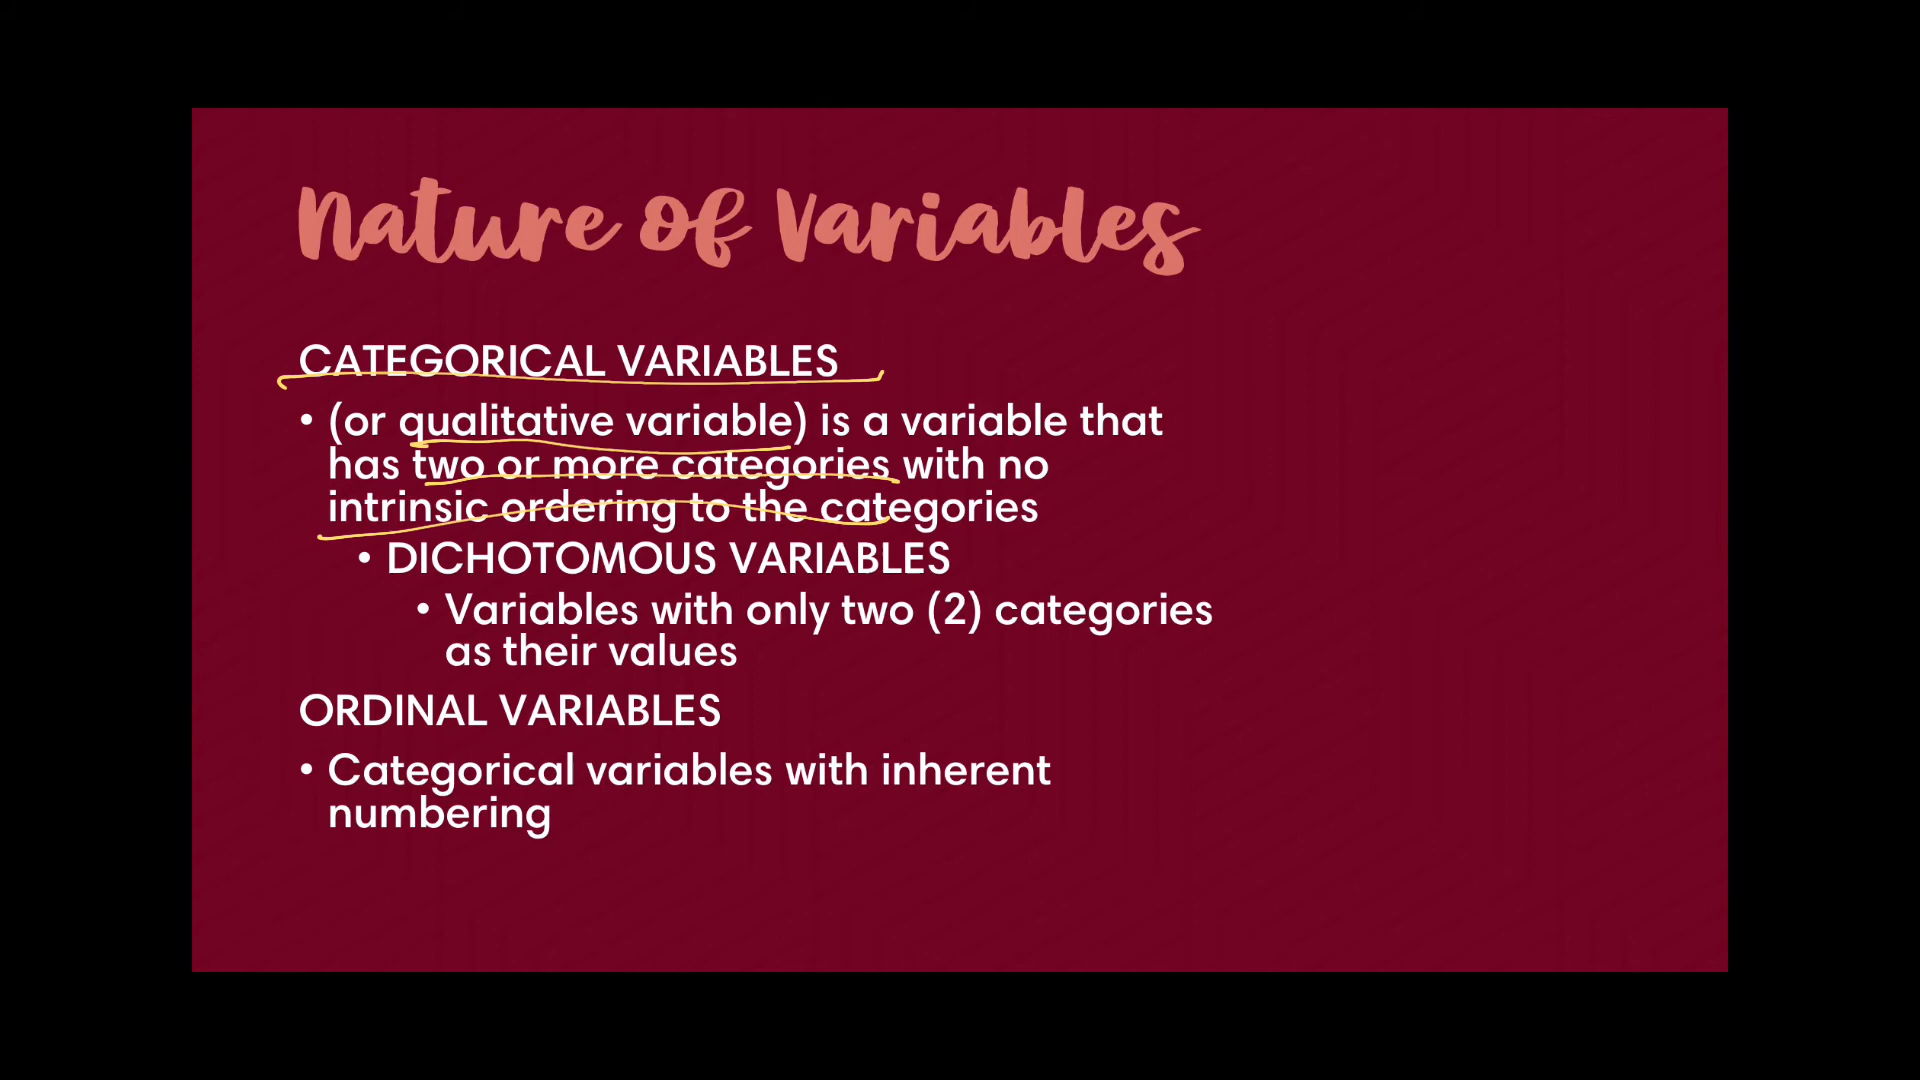 Nature of Variables
CATEGORICAL VARIABLES
• (or qualitative variable) is a variable that
has two or more categories with no
intrinsic ordering to the categories
• DICHOTOMOUS VARIABLES
• Variables with only two (2) categories
as their values
ORDINAL VARIABLES
• Categorical variables with inherent
numbering